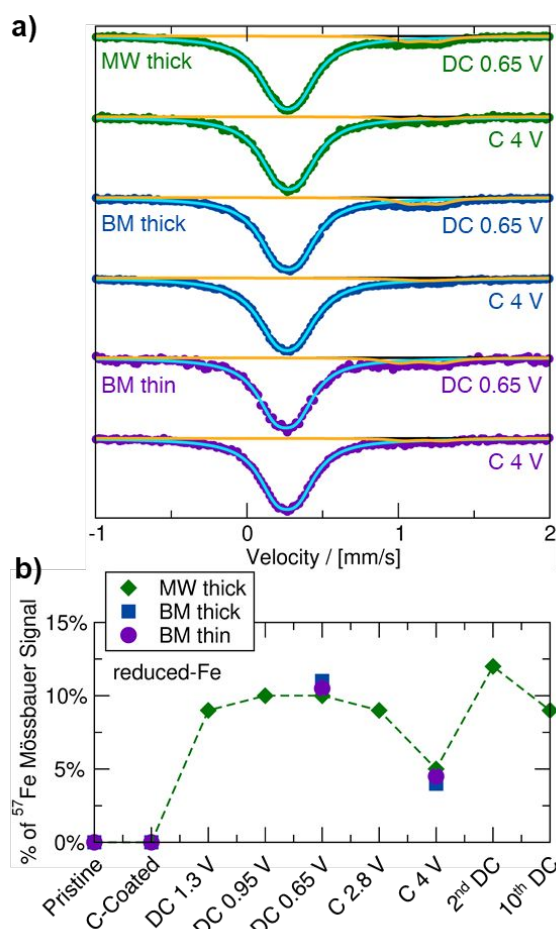 a)
MW thick
DC 0.65 V
C 4 V
BM thick
DC 0.65 V
C 4 V
BM thin
DC 0.65 V
C 4 V
-1 0 1 2
Velocity / [mm/s]
b)
MW thick
BM thick
BM thin
reduced-Fe
15%
10%
5%
0%
% of ⁵⁷Fe Mössbauer Signal
Pristine
C-Coated
DC 1.3 V
DC 0.95 V
DC 0.65 V
C 2.8 V
C 4 V
2ⁿᵈ DC
10ᵗʰ DC